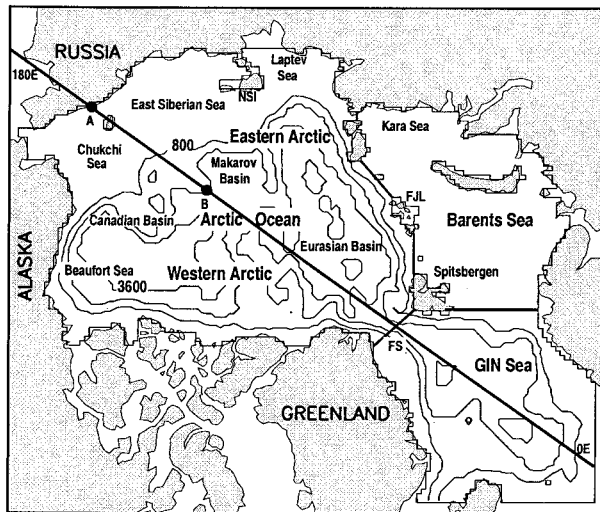 RUSSIA
180E
Laptev
Sea
NSI
East Siberian Sea
A
Kara Sea
Eastern Arctic
800
Chukchi
Sea
Makarov
Basin
B
FJL
Canadian Basin
Arctic Ocean
Barents Sea
Eurasian Basin
ALASKA
Beaufort Sea
Western Arctic
Spitsbergen
3600
FS
GIN Sea
GREENLAND
0E